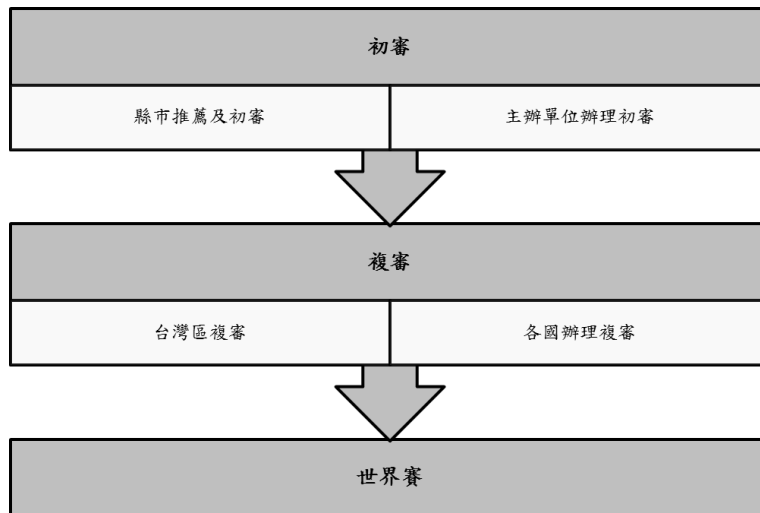 初審
縣市推薦及初審
主辦單位辦理初審
複審
台灣區複審
各國辦理複審
世界賽